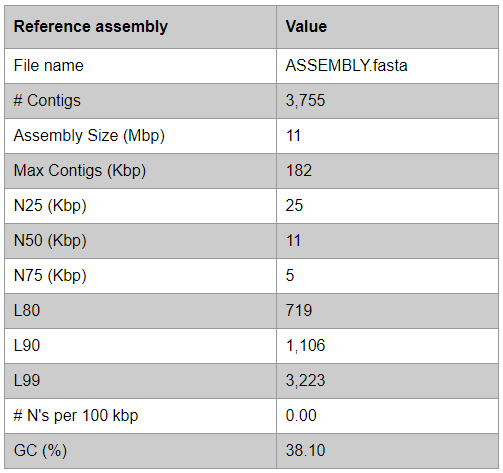 Reference assembly Value
File name ASSEMBLY.fasta
# Contigs 3,755
Assembly Size (Mbp) 11
Max Contigs (Kbp) 182
N25 (Kbp) 25
N50 (Kbp) 11
N75 (Kbp) 5
L80 719
L90 1,106
L99 3,223
# N's per 100 kbp 0.00
GC (%) 38.10